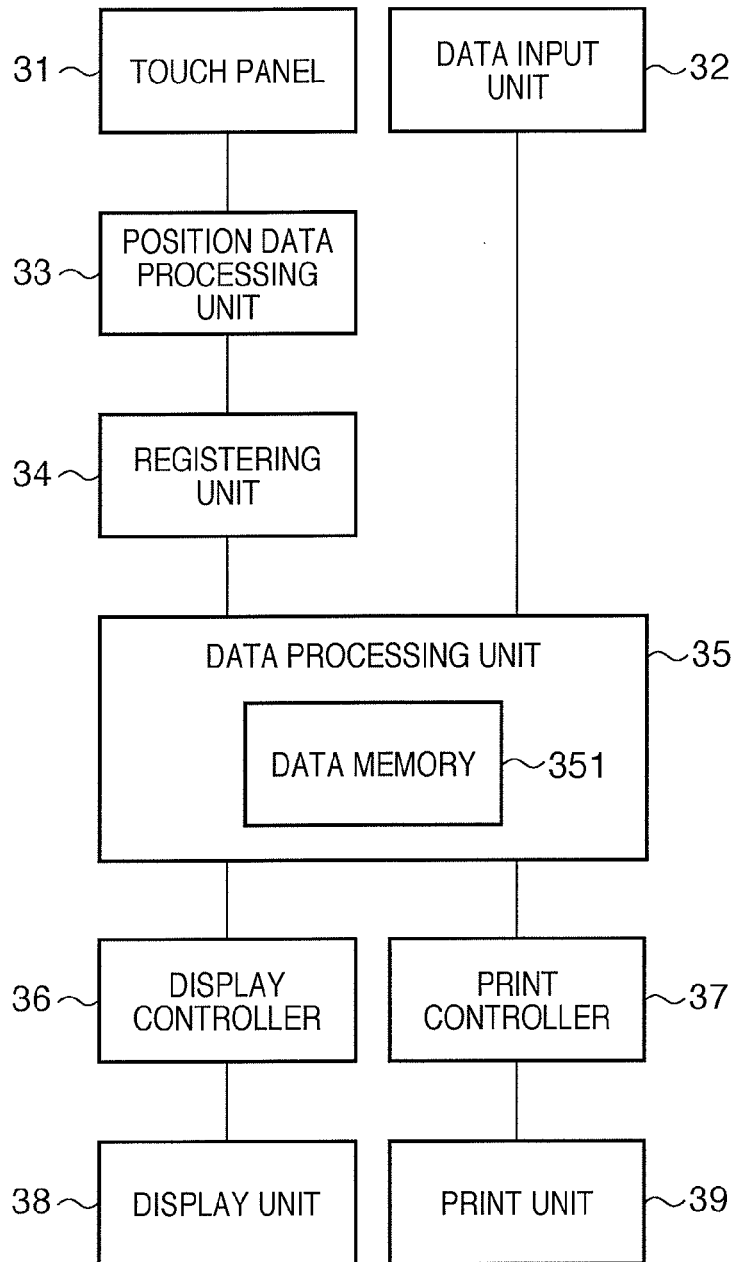 31
TOUCH PANEL
DATA INPUT
UNIT
32
33
POSITION DATA
PROCESSING
UNIT
34
REGISTERING
UNIT
DATA PROCESSING UNIT
35
DATA MEMORY
351
36
DISPLAY
CONTROLLER
PRINT
CONTROLLER
37
38
DISPLAY UNIT
PRINT UNIT
39